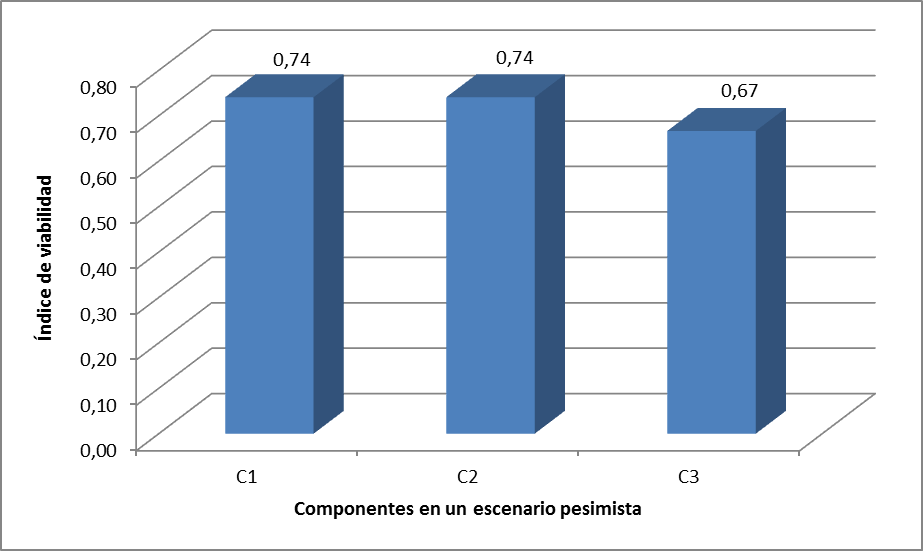 0,74
0,74
0,67
0,80
0,70
0,60
0,50
0,40
0,30
0,20
0,10
0,00
Índice de viabilidad
C1
C2
C3
Componentes en un escenario pesimista